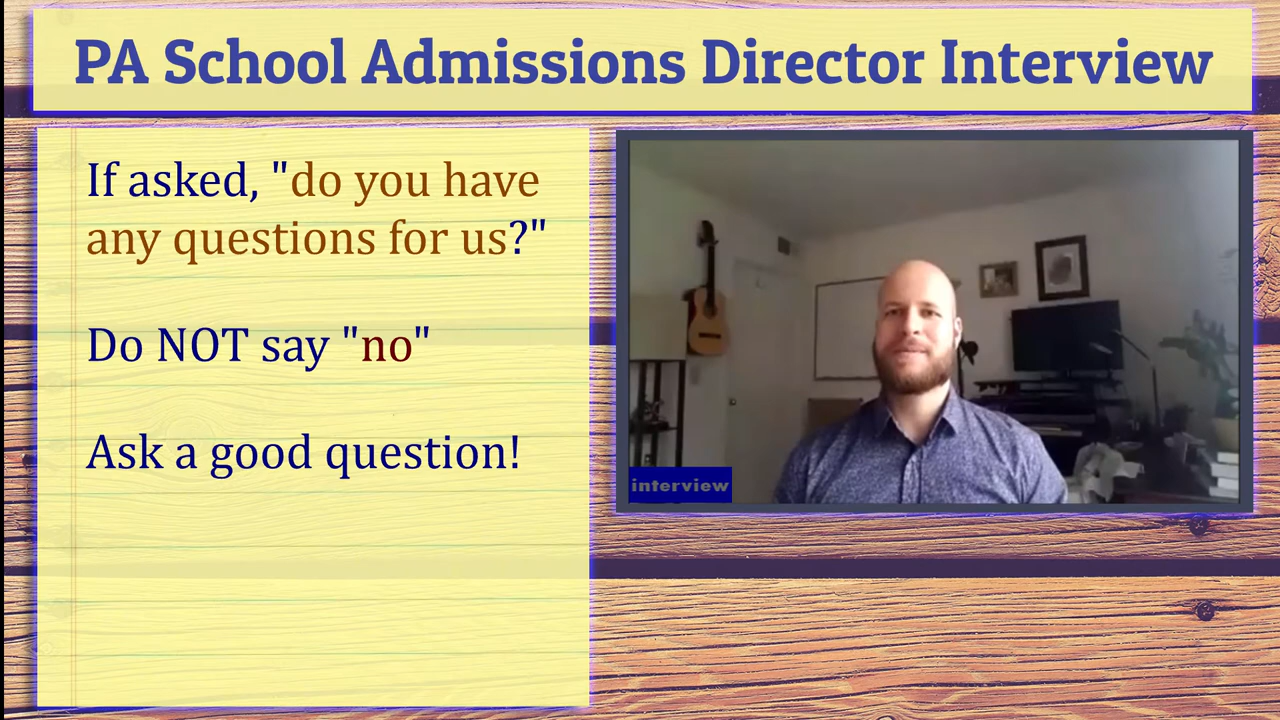 PA School Admissions Director Interview
If asked, "do you have
any questions for us?"
Do NOT say "no"
Ask a good question!
interview